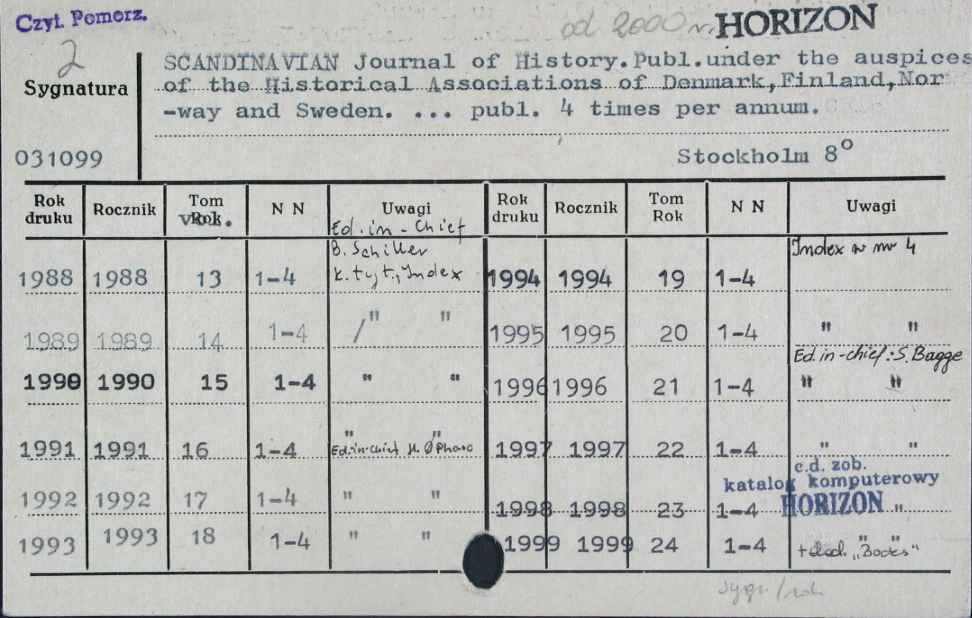 Czyt. Pomorz.
od 2000 r. HORIZON
2
Sygnatura
031099
SCANDINAVIAN Journal of History.Publ.under the auspices
of the Historical Associations of Denmark,Finland,Nor
-way and Sweden. ... publ. 4 times per annum.
Stockholm 8°
Rok druku Rocznik Tom Rok vol. N N Uwagi Rok druku Rocznik Tom Rok N N Uwagi
Ed. in-Chief
B. Schiller Index w nr 4
1988 1988 13 1-4 k. tyt., Index 1994 1994 19 1-4
1989 1989 14 1-4 /" " 1995 1995 20 1-4 " "
Ed. in-chief: S. Bagge
1990 1990 15 1-4 " " 1996 1996 21 1-4 " "
" "
1991 1991 16 1-4 Ed. in-chief 1997 1997 22 1-4 " "
c.d. zob.
katalog komputerowy
HORIZON
1992 1992 17 1-4 " " 1998 1998 23 1-4 "
1993 1993 18 1-4 " " 1999 1999 24 1-4 " "